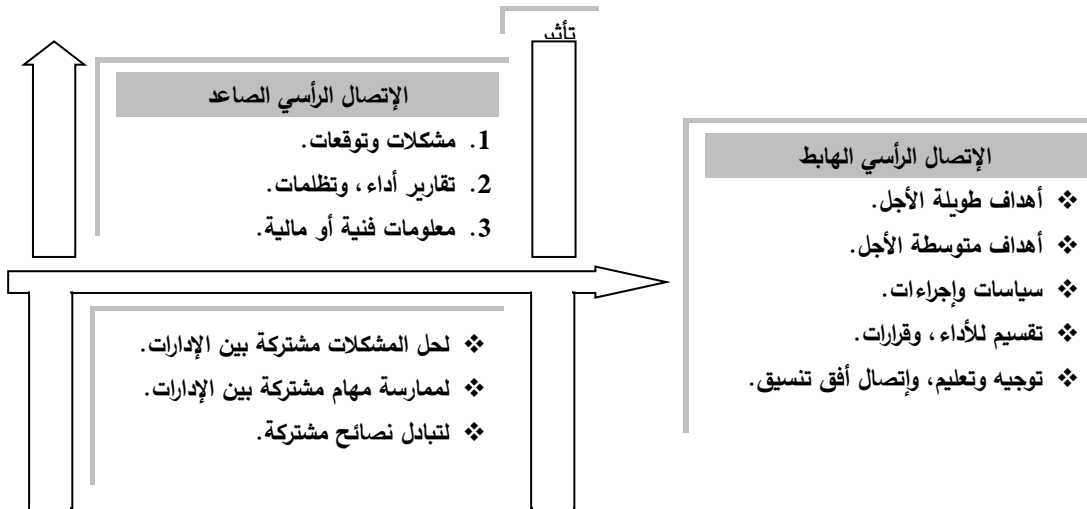 تأثير
الإتصال الرأسي الصاعد
1. مشكلات وتوقعات.
2. تقارير أداء، وتظلمات.
3. معلومات فنية أو مالية.
الإتصال الرأسي الهابط
❖ أهداف طويلة الأجل.
❖ أهداف متوسطة الأجل.
❖ سياسات وإجراءات.
❖ تقسيم للأداء، وقرارات.
❖ توجيه وتعليم، وإتصال أفق تنسيق.
❖ لحل المشكلات مشتركة بين الإدارات.
❖ لممارسة مهام مشتركة بين الإدارات.
❖ لتبادل نصائح مشتركة.